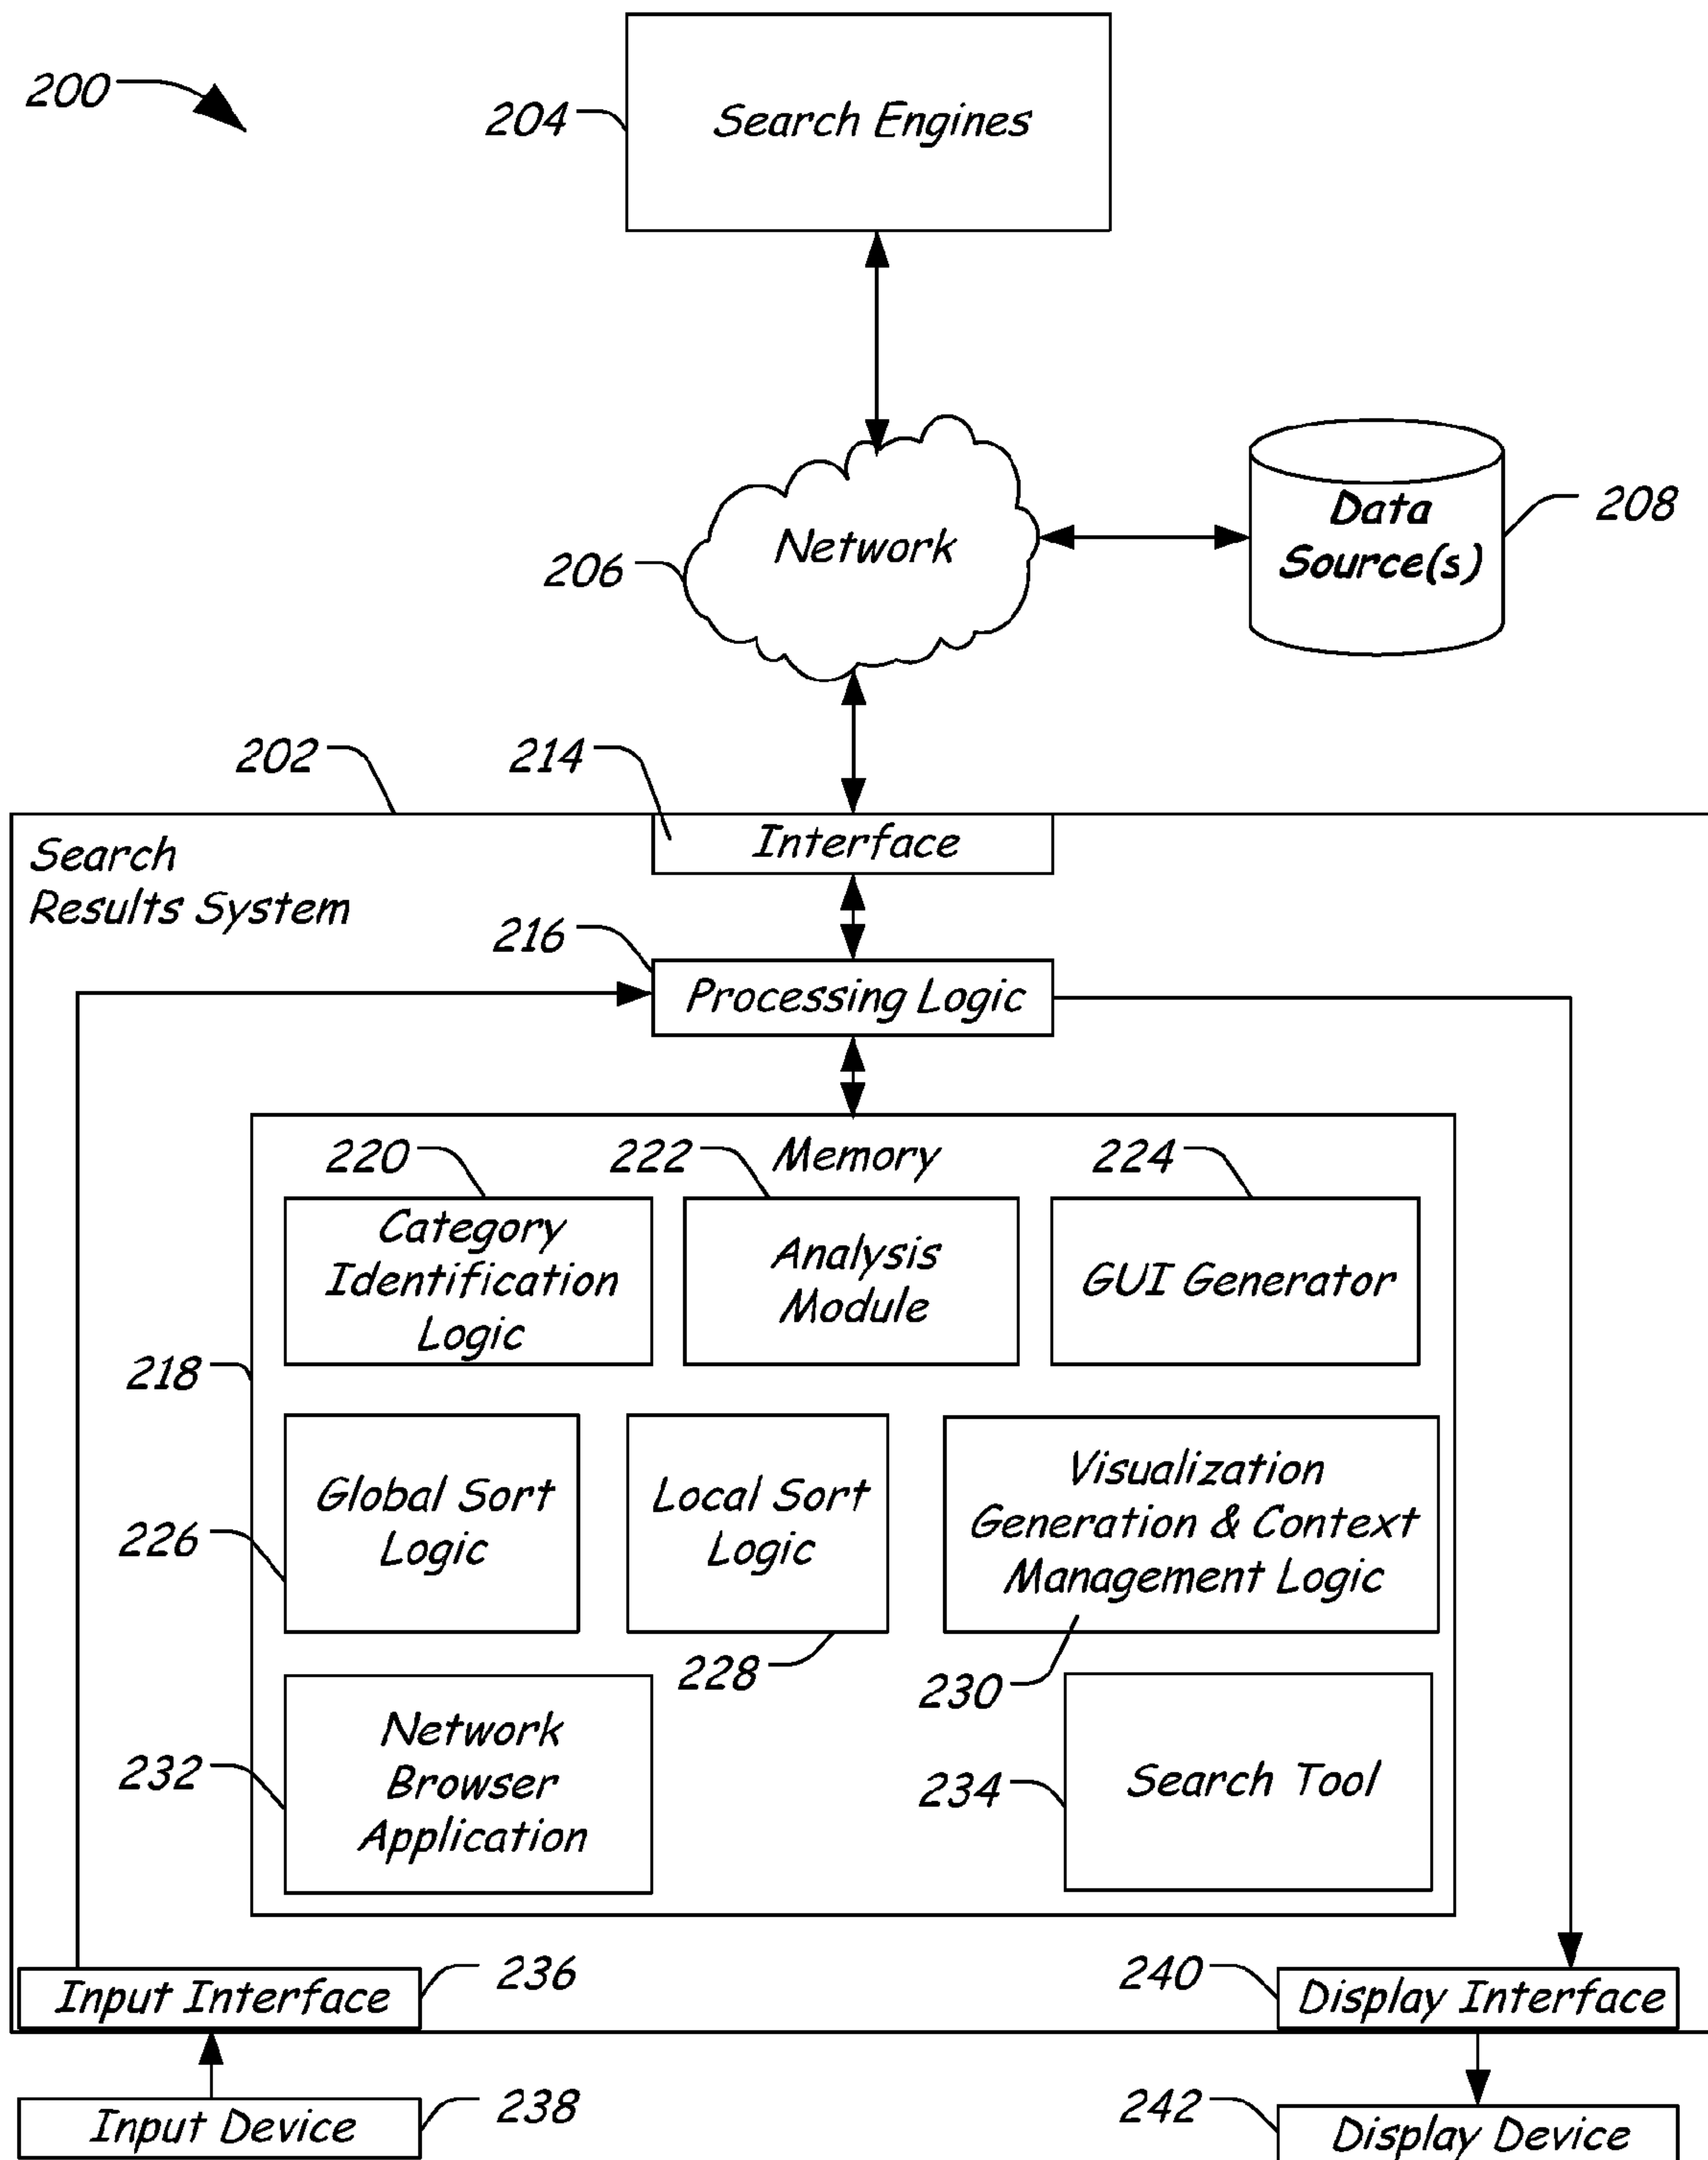 200
204
Search Engines
206
Network
Data
Source(s)
208
202
214
Interface
Search
Results System
216
Processing Logic
218
Memory
220
222
224
Category
Identification
Logic
Analysis
Module
GUI Generator
226
Global Sort
Logic
Local Sort
Logic
228
Visualization
Generation & Context
Management Logic
230
232
Network
Browser
Application
234
Search Tool
Input Interface
236
240
Display Interface
Input Device
238
242
Display Device